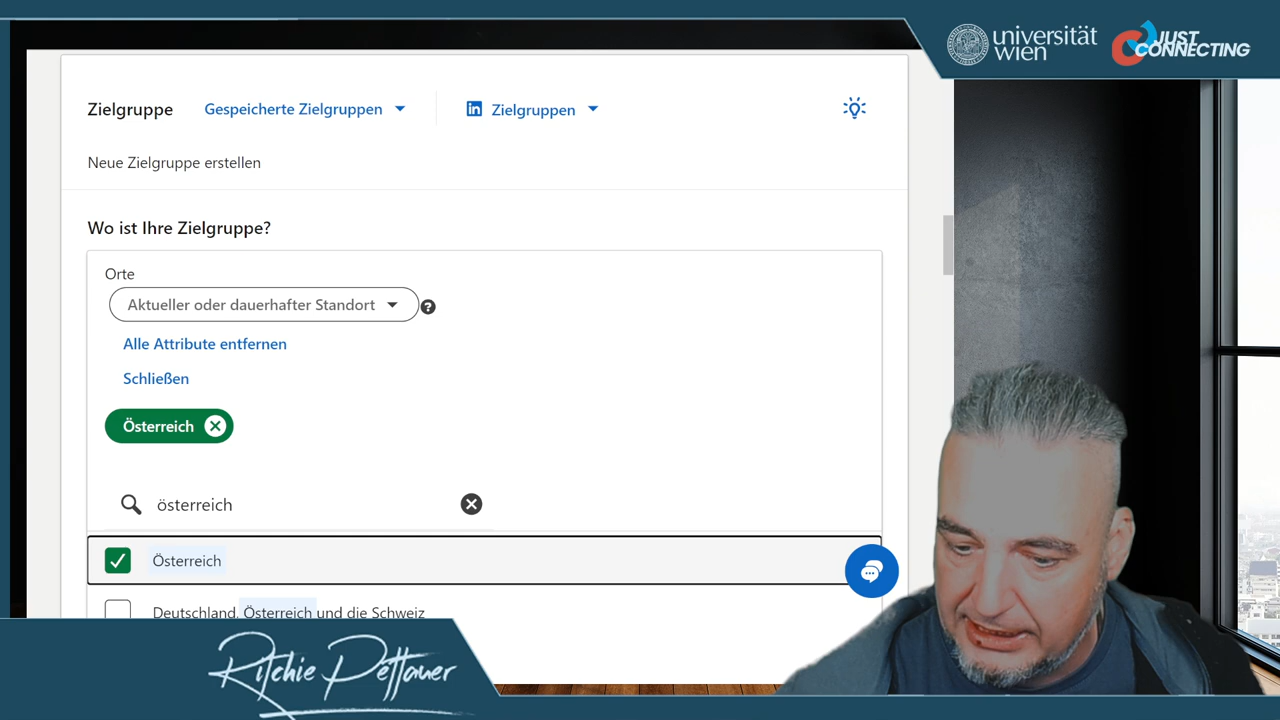 universität
wien
JUST
CONNECTING
Zielgruppe
Gespeicherte Zielgruppen
in Zielgruppen
Neue Zielgruppe erstellen
Wo ist Ihre Zielgruppe?
Orte
Aktueller oder dauerhafter Standort
?
Alle Attribute entfernen
Schließen
Österreich
österreich
Österreich
Deutschland, Österreich und die Schweiz
Ritchie Pettauer